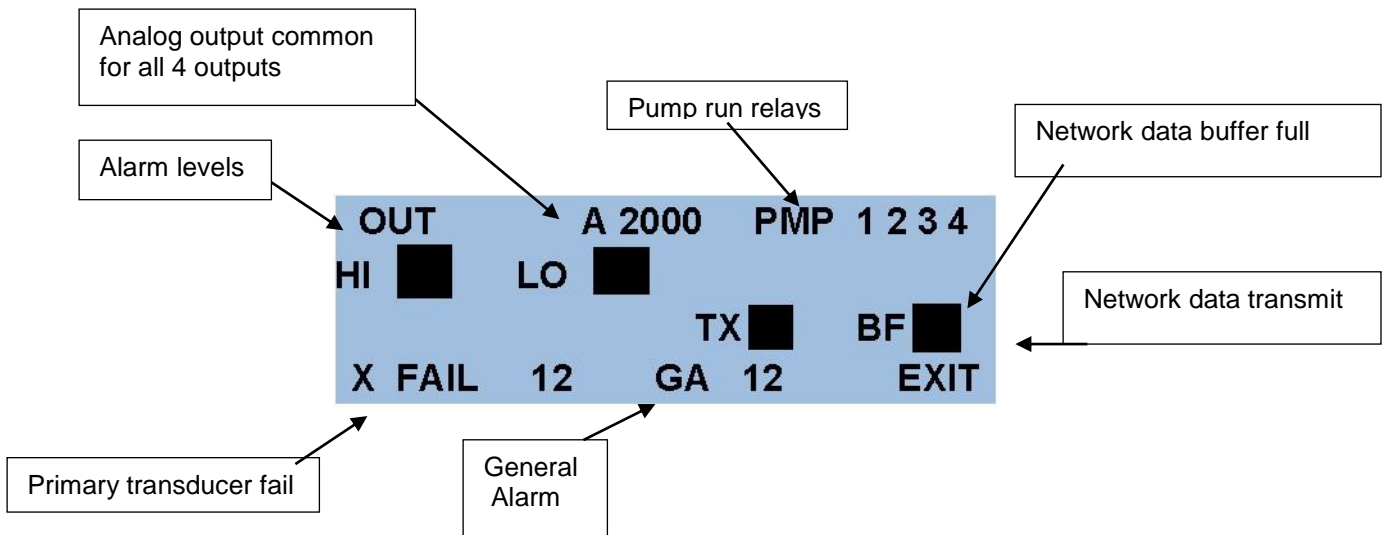 Analog output common
for all 4 outputs
Pump run relays
Network data buffer full
Alarm levels
OUT A 2000 PMP 1 2 3 4
HI LO
Network data transmit
TX BF
X FAIL 12 GA 12 EXIT
Primary transducer fail
General
Alarm